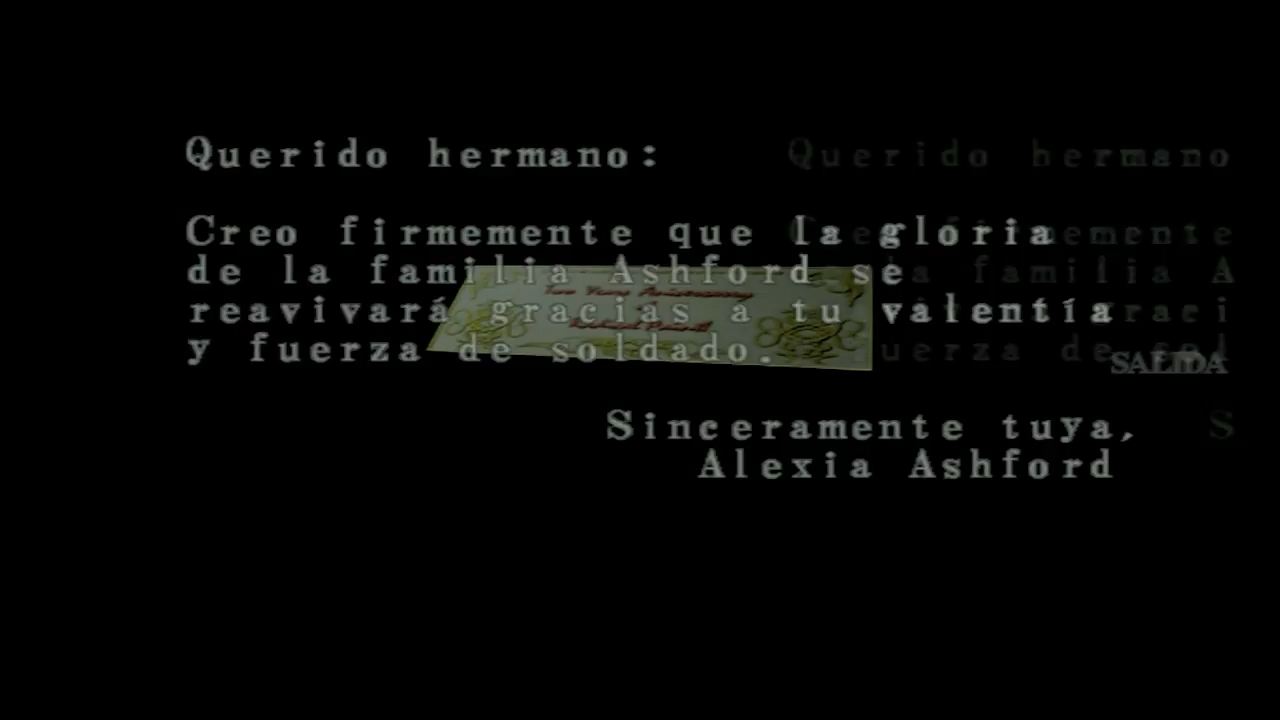 Querido hermano:
Creo firmemente que la gloria
de la familia Ashford se
reavivará gracias a tu valentía
y fuerza de soldado.
SALIDA
Sinceramente tuya,
Alexia Ashford